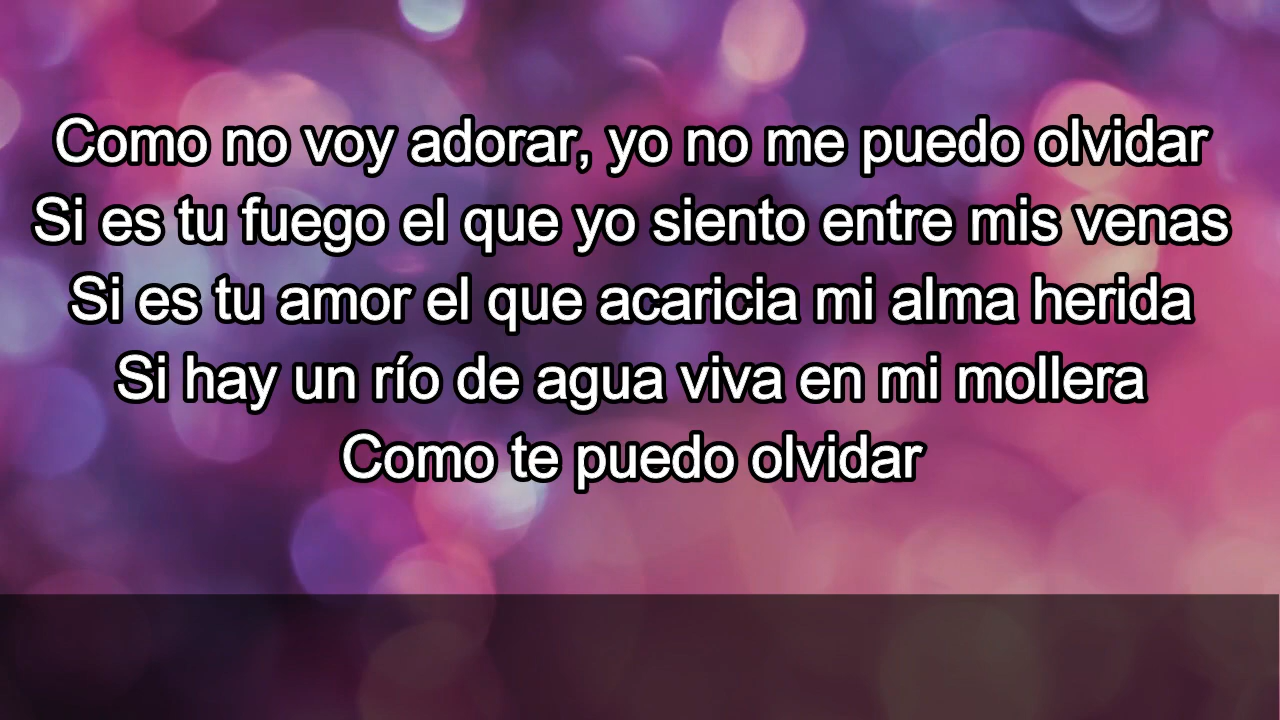 Como no voy adorar, yo no me puedo olvidar
Si es tu fuego el que yo siento entre mis venas
Si es tu amor el que acaricia mi alma herida
Si hay un río de agua viva en mi mollera
Como te puedo olvidar